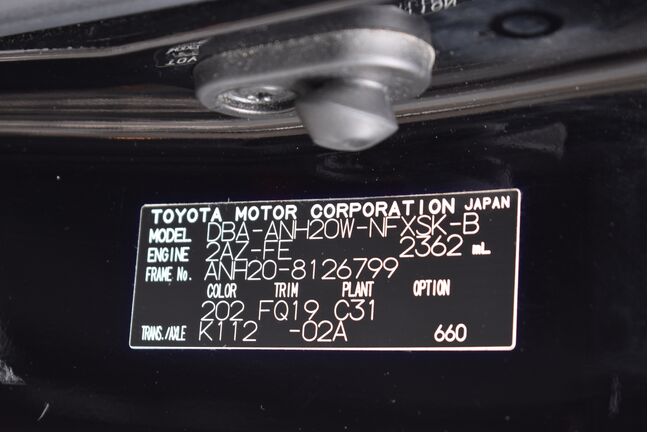 TOYOTA MOTOR CORPORATION JAPAN
MODEL DBA-ANH20W-NFXSK-B
ENGINE 2AZ-FE 2362 mL
FRAME No. ANH20-8126799
COLOR TRIM PLANT OPTION
202 FQ19 C31
TRANS./AXLE K112 -02A 660